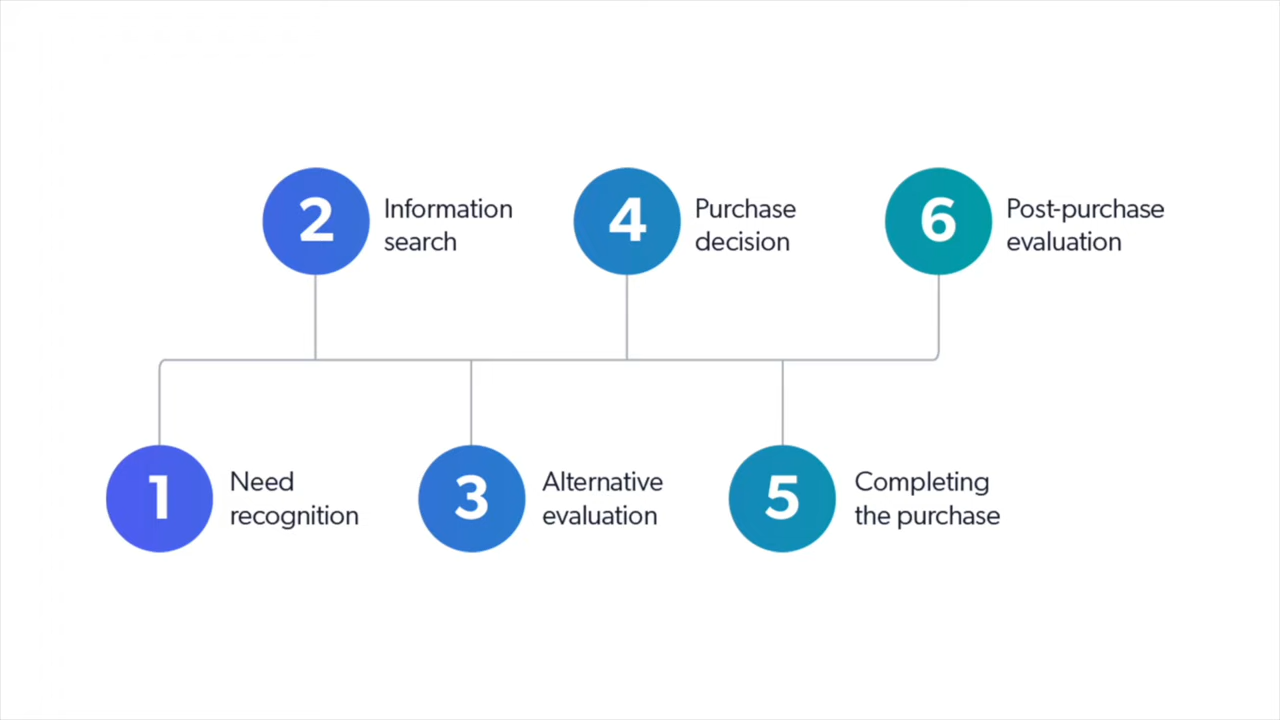 2
Information
search
4
Purchase
decision
6
Post-purchase
evaluation
1
Need
recognition
3
Alternative
evaluation
5
Completing
the purchase